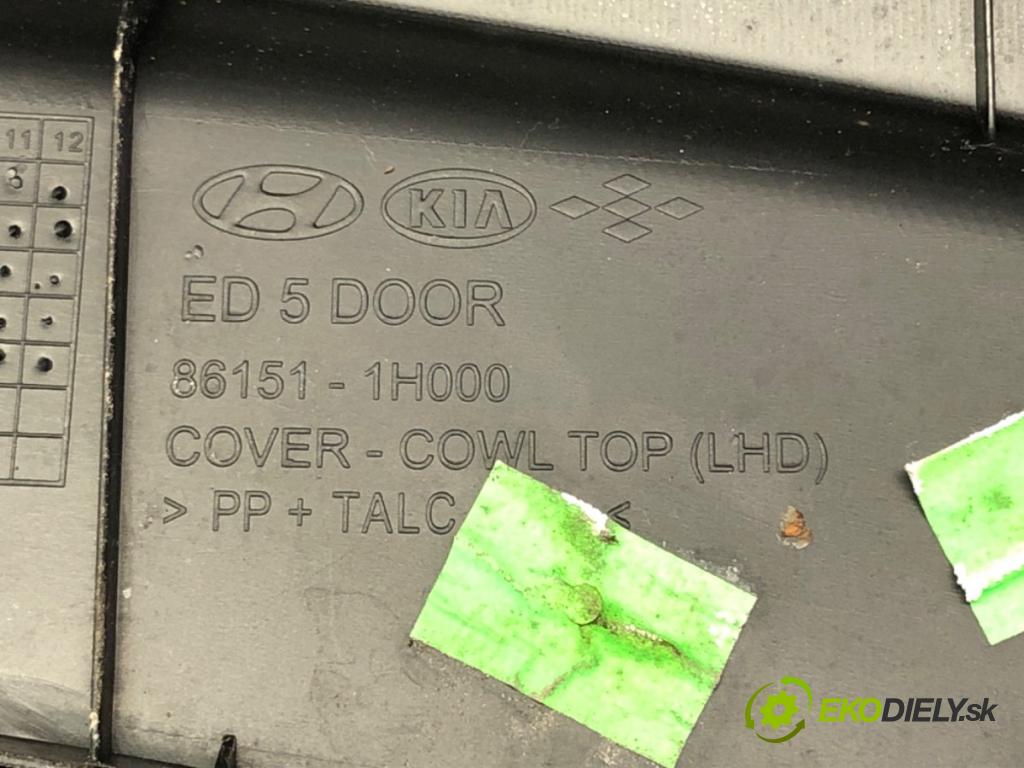 11 12
KIA
ED 5 DOOR
86151 - 1H000
COVER - COWL TOP (LHD)
> PP + TALC <
EKODIELY.sk